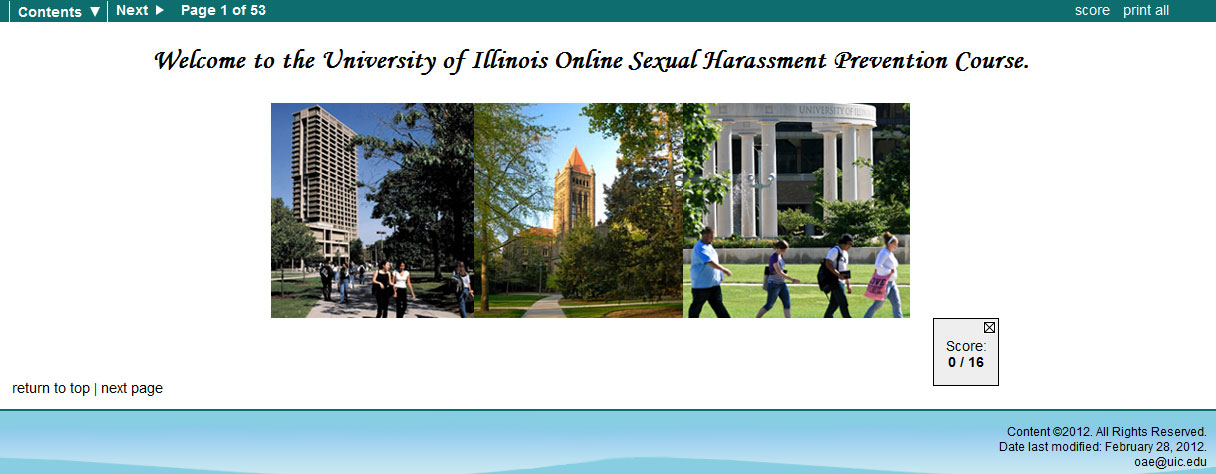 Contents ▼ Next ► Page 1 of 53 score print all
Welcome to the University of Illinois Online Sexual Harassment Prevention Course.
UNIVERSITY OF ILLINOIS
Score:
0 / 16
return to top | next page
Content ©2012. All Rights Reserved.
Date last modified: February 28, 2012.
oae@uic.edu